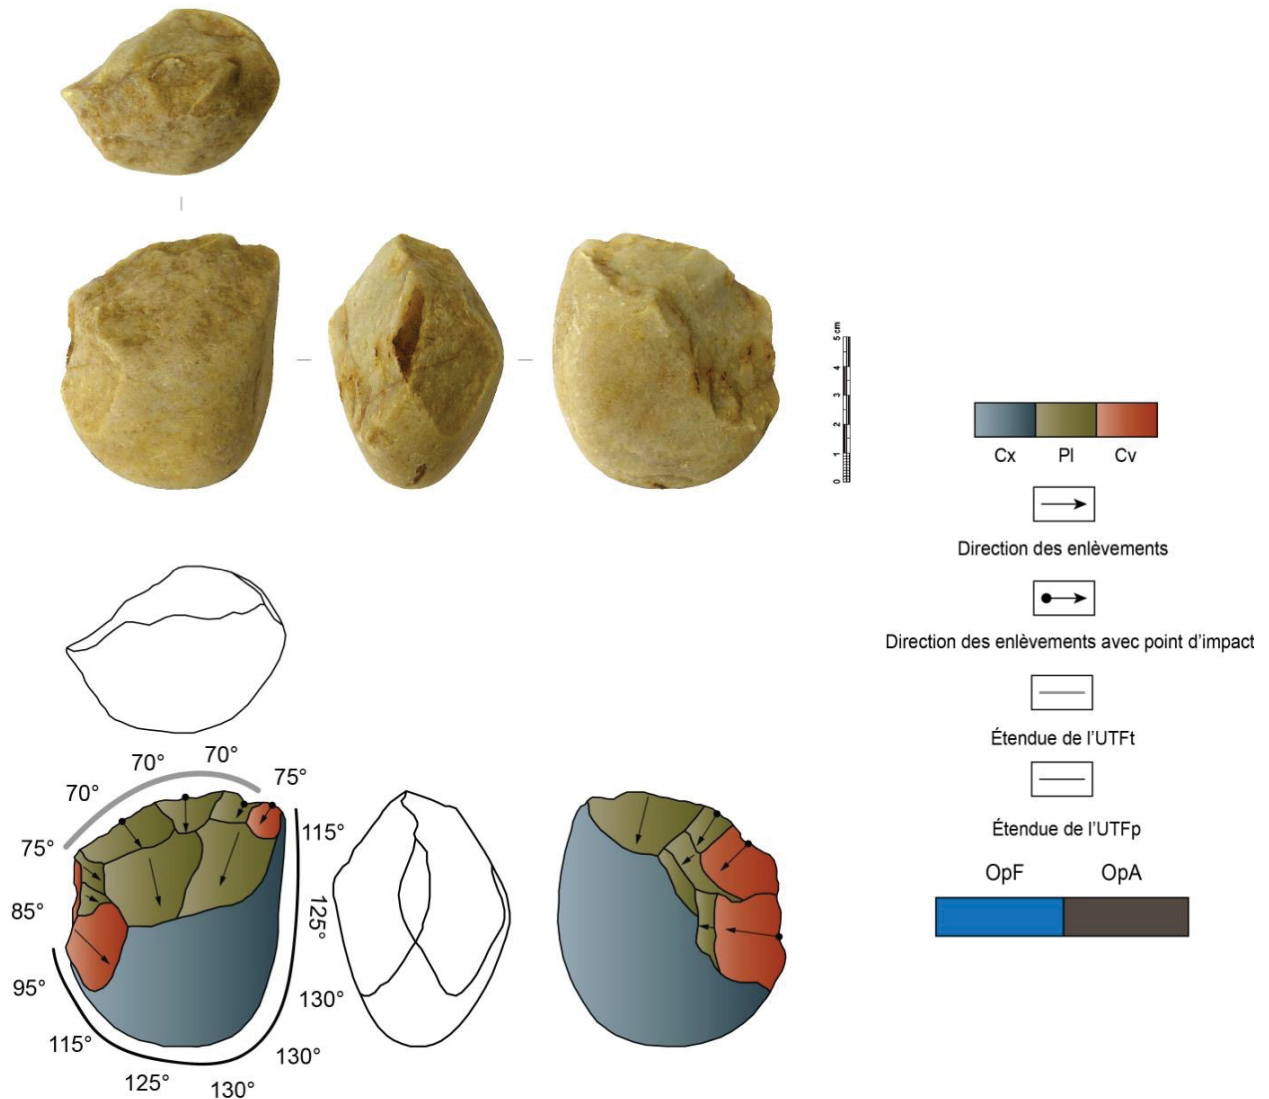 5 cm
4
3
2
1
0
Cx Pl Cv
Direction des enlèvements
Direction des enlèvements avec point d'impact
Étendue de l'UTFt
Étendue de l'UTFp
OpF OpA
70° 70°
70° 75°
75° 115°
85° 125°
95° 130°
115° 130°
125° 130°